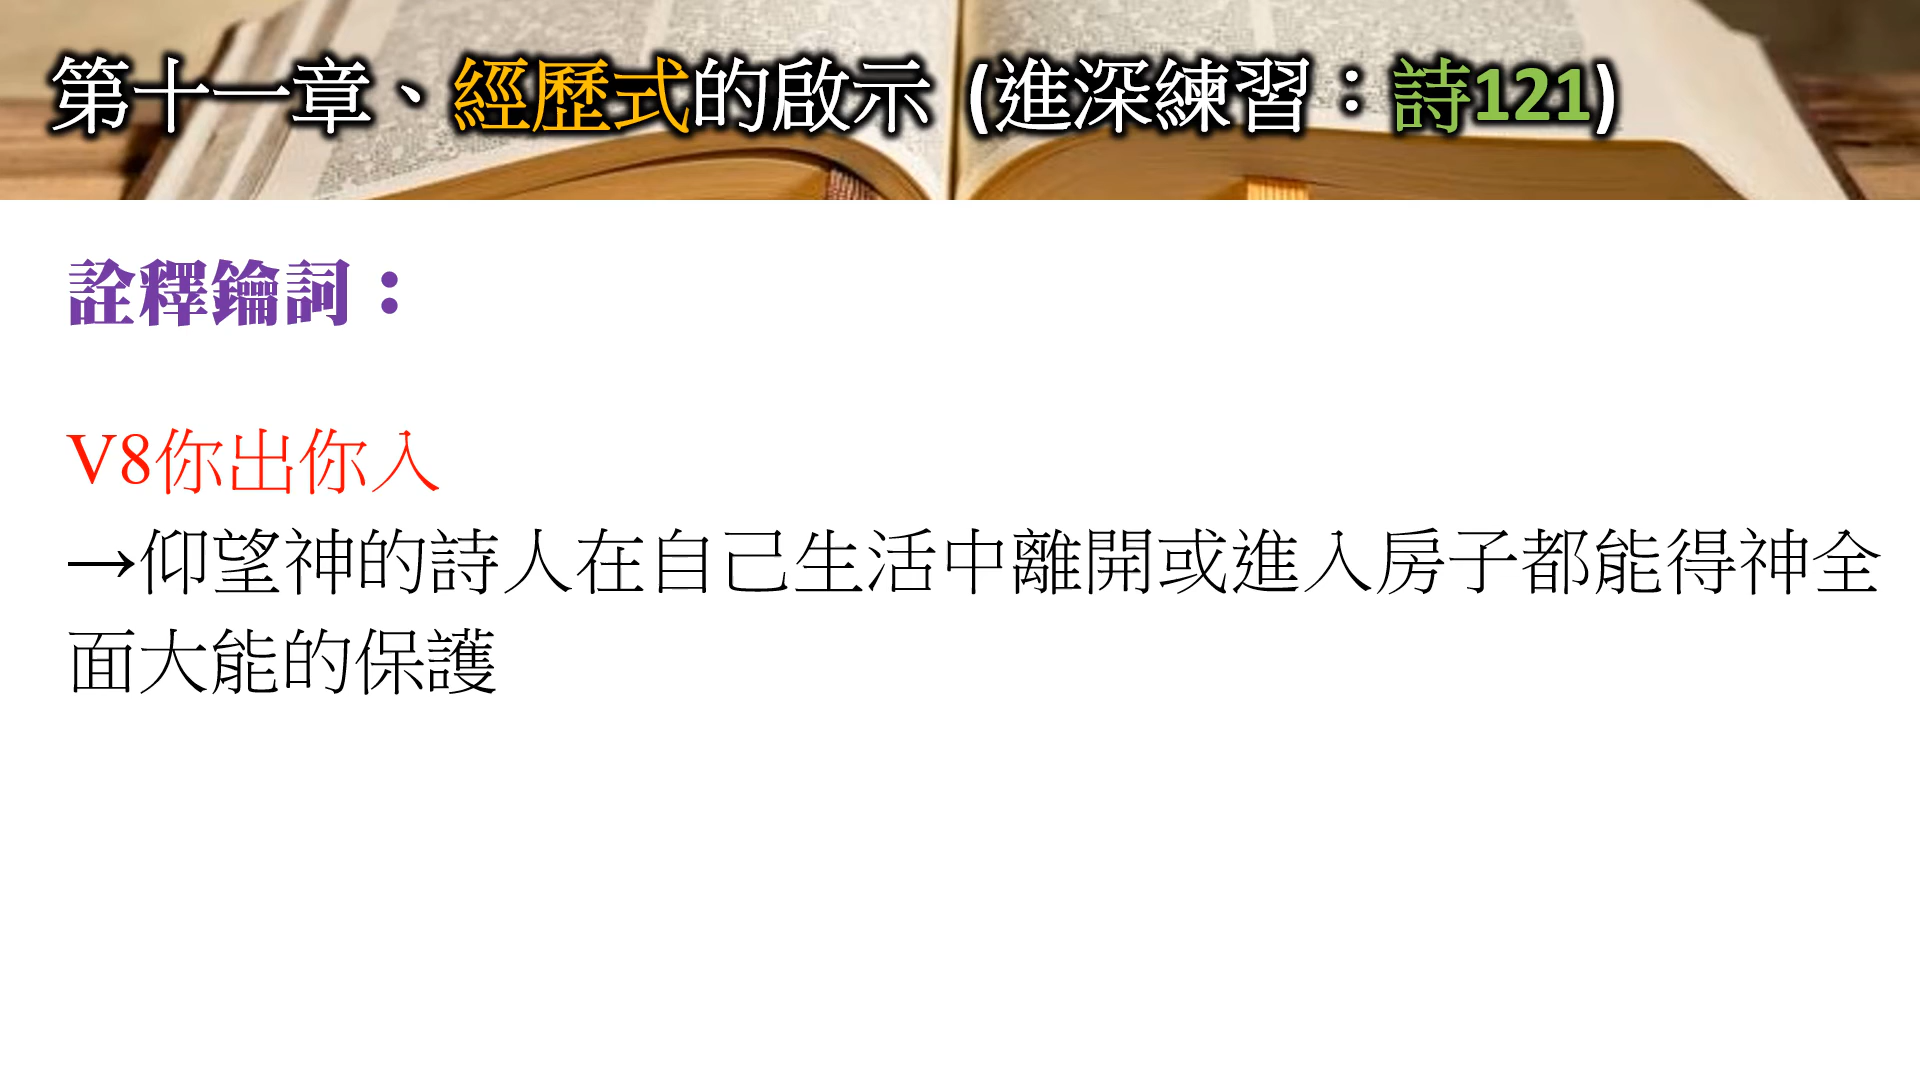 第十一章、經歷式的啟示 (進深練習：詩121)
詮釋鑰詞：
V8你出你入
→仰望神的詩人在自己生活中離開或進入房子都能得神全
面大能的保護